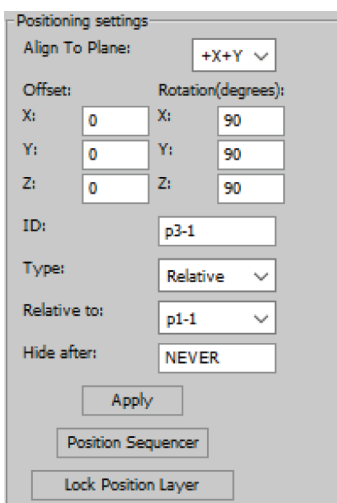 Positioning settings
Align To Plane: +X+Y
Offset: Rotation(degrees):
X: 0 X: 90
Y: 0 Y: 90
Z: 0 Z: 90
ID: p3-1
Type: Relative
Relative to: p1-1
Hide after: NEVER
Apply
Position Sequencer
Lock Position Layer